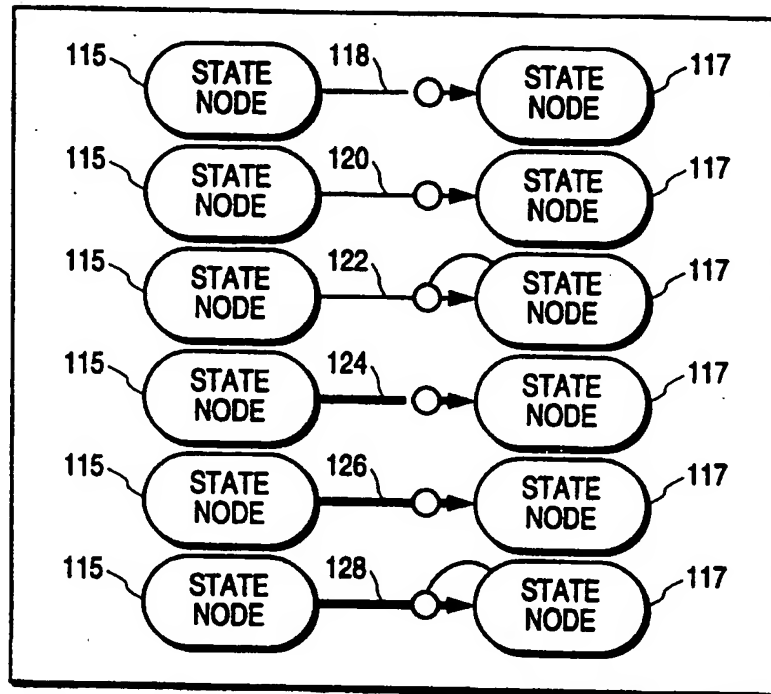 115 STATE NODE 118 STATE NODE 117
115 STATE NODE 120 STATE NODE 117
115 STATE NODE 122 STATE NODE 117
115 STATE NODE 124 STATE NODE 117
115 STATE NODE 126 STATE NODE 117
115 STATE NODE 128 STATE NODE 117